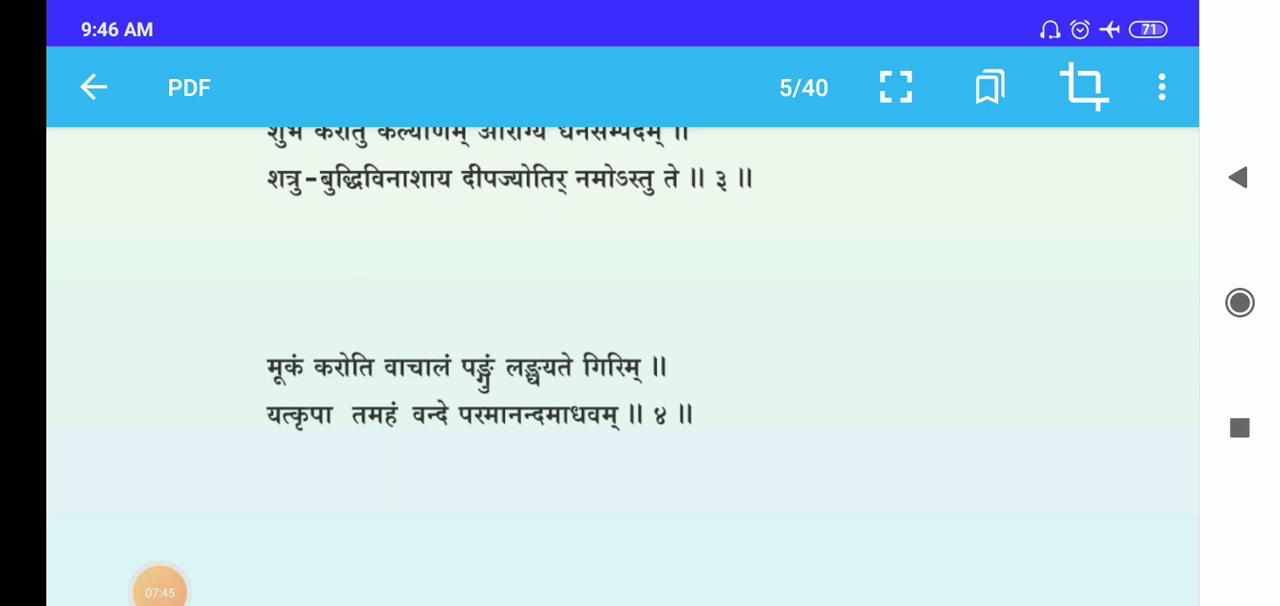 9:46 AM
71
PDF
5/40
शुभं करोतु कल्याणम् आरोग्यं धनसम्पदम् ॥
शत्रु-बुद्धिविनाशाय दीपज्योतिर् नमोऽस्तु ते ॥ ३ ॥
मूकं करोति वाचालं पङ्गुं लङ्घयते गिरिम् ॥
यत्कृपा तमहं वन्दे परमानन्दमाधवम् ॥ ४ ॥
07:45